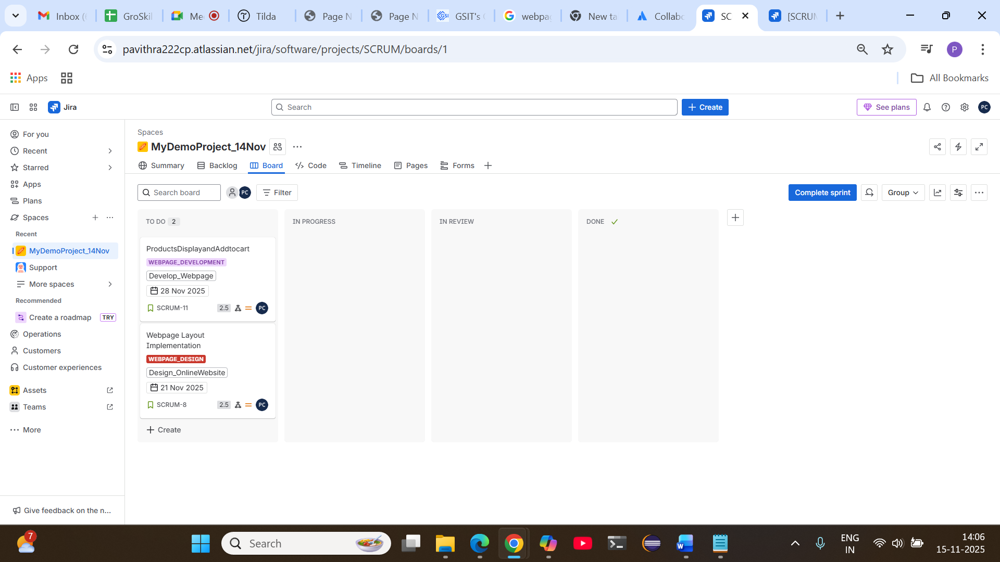 Inbox (6
GroSkil
Me
Tilda
Page N
Page N
GSIT's C
webpag
New ta
Collabo
SC
[SCRUM
pavithra222cp.atlassian.net/jira/software/projects/SCRUM/boards/1
P
Apps
All Bookmarks
Jira
Search
Create
See plans
PC
For you
Recent
Starred
Apps
Plans
Spaces
Recent
MyDemoProject_14Nov
Support
More spaces
Recommended
Create a roadmap
TRY
Operations
Customers
Customer experiences
Assets
Teams
More
Give feedback on the n...
Spaces
MyDemoProject_14Nov
Summary
Backlog
Board
Code
Timeline
Pages
Forms
Search board
PC
Filter
Complete sprint
Group
TO DO 2
IN PROGRESS
IN REVIEW
DONE
ProductsDisplayandAddtocart
WEBPAGE_DEVELOPMENT
Develop_Webpage
28 Nov 2025
SCRUM-11
2.5
PC
Webpage Layout
Implementation
WEBPAGE_DESIGN
Design_OnlineWebsite
21 Nov 2025
SCRUM-8
2.5
PC
Create
7
Search
ENG
IN
14:06
15-11-2025